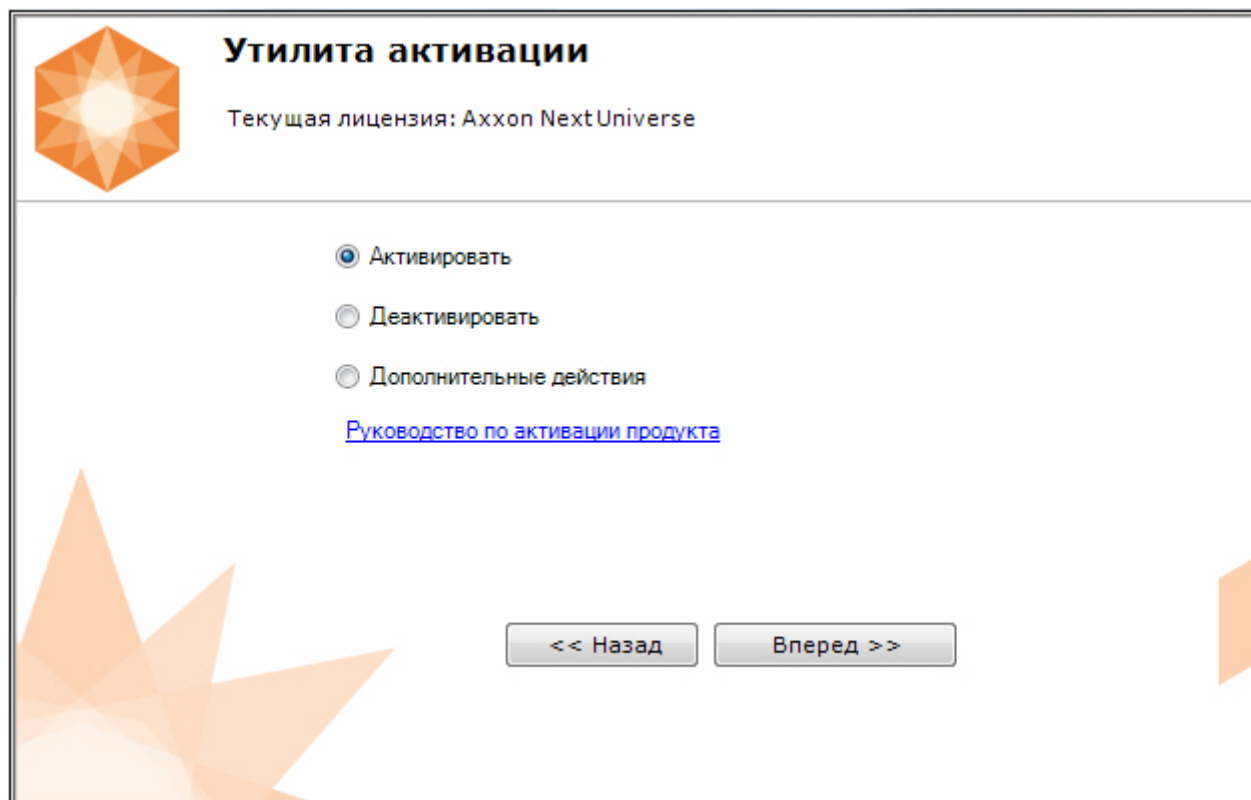 Утилита активации
Текущая лицензия: Axxon Next Universe
Активировать
Деактивировать
Дополнительные действия
Руководство по активации продукта
<< Назад
Вперед >>